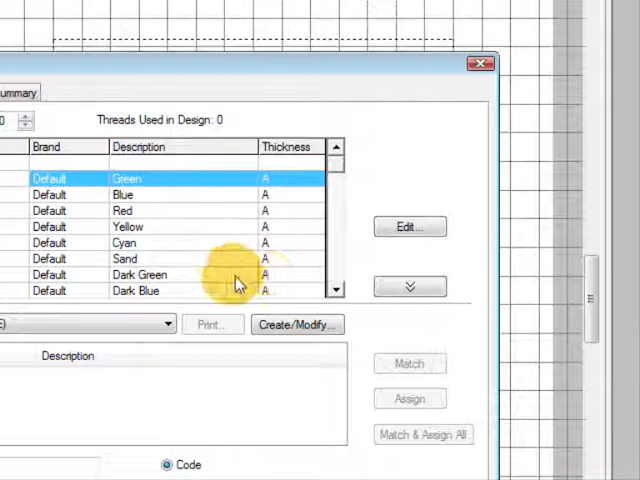 ummary
0 Threads Used in Design: 0
Brand Description Thickness
Default Green A
Default Blue A
Default Red A
Default Yellow A
Default Cyan A
Default Sand A
Default Dark Green A
Default Dark Blue A
Edit...
E) Print... Create/Modify...
Description
Match
Assign
Match & Assign All
Code